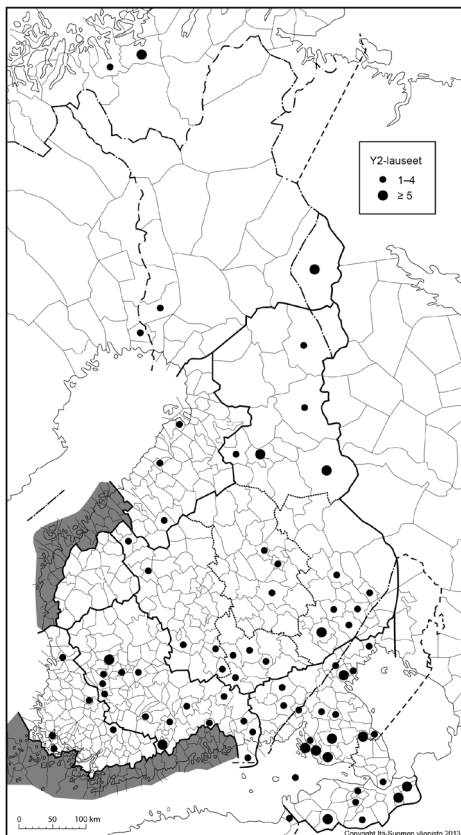 Y2-lauseet
1–4
≥ 5
0 50 100 km
Copyright Itä-Suomen yliopisto 2013